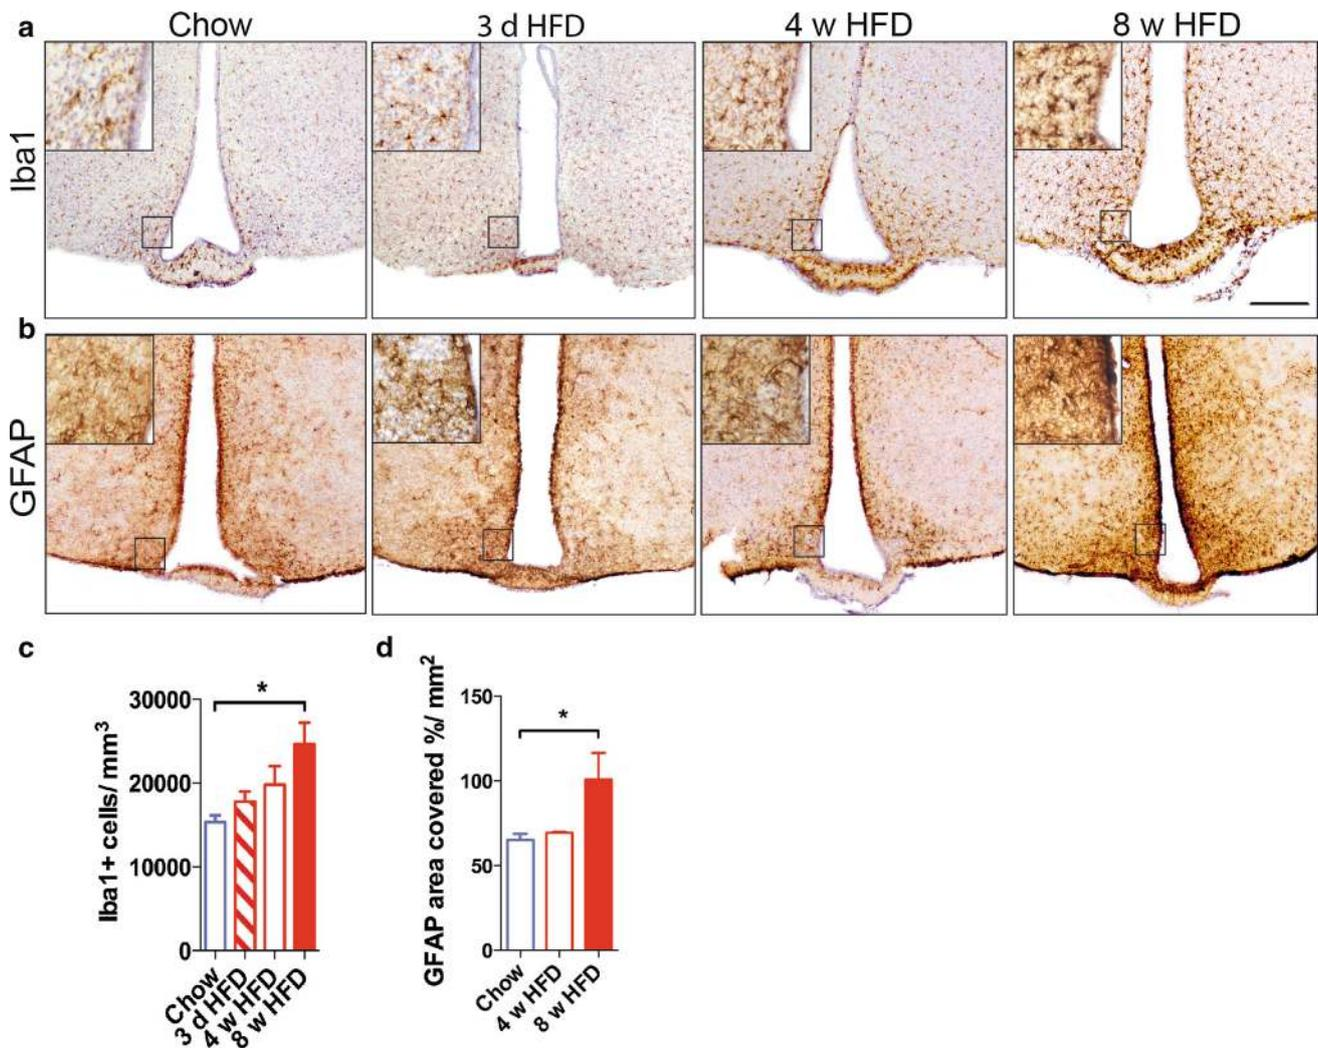 a
Chow
3 d HFD
4 w HFD
8 w HFD
Iba1
b
GFAP
c
Iba1+ cells/ mm3
30000
20000
10000
0
*
Chow
3 d HFD
4 w HFD
8 w HFD
d
GFAP area covered %/ mm2
150
100
50
0
*
Chow
4 w HFD
8 w HFD